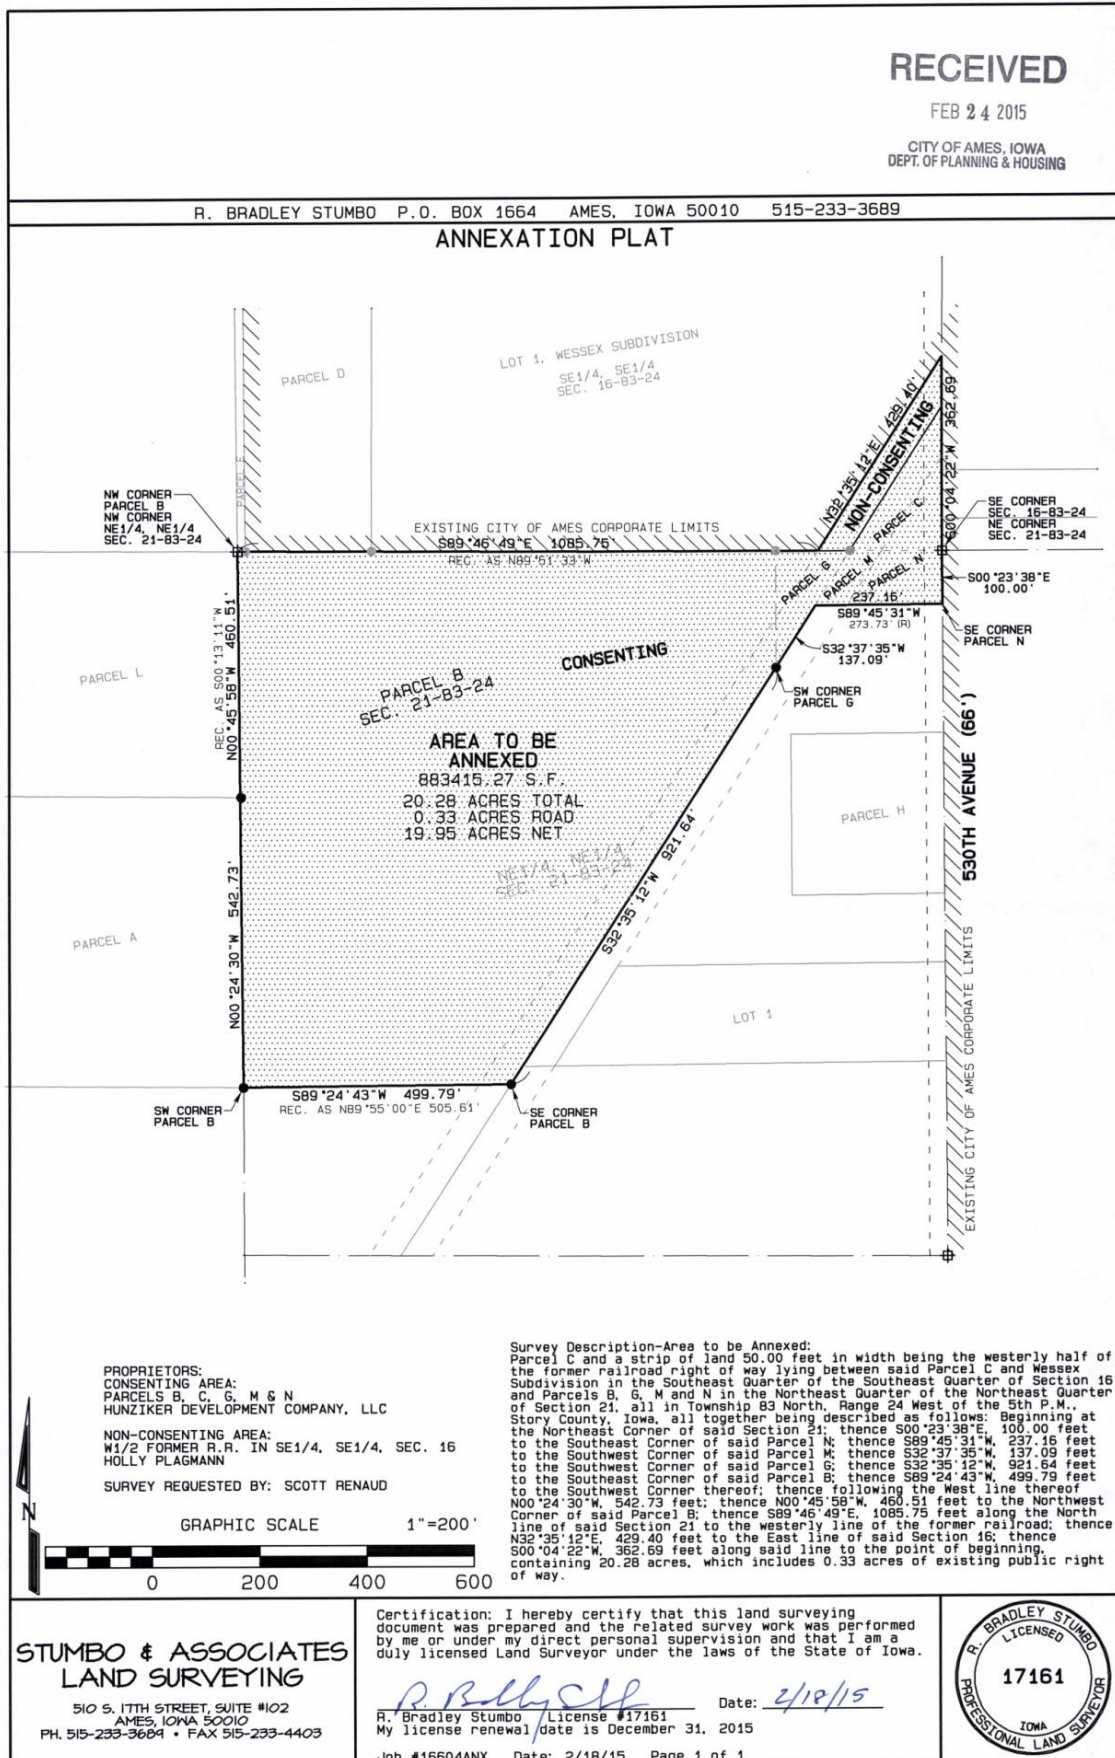 RECEIVED
FEB 24 2015
CITY OF AMES, IOWA
DEPT. OF PLANNING & HOUSING
R. BRADLEY STUMBO P.O. BOX 1664 AMES, IOWA 50010 515-233-3689
ANNEXATION PLAT
PARCEL D
LOT 1, WESSEX SUBDIVISION
SE1/4, SE1/4
SEC. 16-83-24
PARCEL E
N32°35'12"E 429.40'
NON-CONSENTING
S00°04'22"W 362.69
PARCEL C
NW CORNER
PARCEL B
NW CORNER
NE1/4, NE1/4
SEC. 21-83-24
EXISTING CITY OF AMES CORPORATE LIMITS
S89°46'49"E 1085.75'
REC. AS N89°51'33"W
SE CORNER
SEC. 16-83-24
NE CORNER
SEC. 21-83-24
PARCEL G
PARCEL M
PARCEL N
S00°23'38"E
100.00'
237.16'
S89°45'31"W
273.73'(R)
SE CORNER
PARCEL N
S32°37'35"W
137.09'
SW CORNER
PARCEL G
REC. AS S00°13'11"W
N00°45'58"W 460.51'
PARCEL L
CONSENTING
PARCEL B
SEC. 21-83-24
AREA TO BE
ANNEXED
883415.27 S.F.
20.28 ACRES TOTAL
0.33 ACRES ROAD
19.95 ACRES NET
NE1/4, NE1/4
SEC. 21-83-24
S32°35'12"W 921.64'
PARCEL H
530TH AVENUE (66')
PARCEL A
N00°24'30"W 542.73'
LOT 1
EXISTING CITY OF AMES CORPORATE LIMITS
S89°24'43"W 499.79'
REC. AS N89°55'00"E 505.61'
SW CORNER
PARCEL B
SE CORNER
PARCEL B
PROPRIETORS:
CONSENTING AREA:
PARCELS B, C, G, M & N
HUNZIKER DEVELOPMENT COMPANY, LLC
NON-CONSENTING AREA:
W1/2 FORMER R.R. IN SE1/4, SE1/4, SEC. 16
HOLLY PLAGMANN
SURVEY REQUESTED BY: SCOTT RENAUD
N
GRAPHIC SCALE 1"=200'
0 200 400 600
Survey Description-Area to be Annexed:
Parcel C and a strip of land 50.00 feet in width being the westerly half of
the former railroad right of way lying between said Parcel C and Wessex
Subdivision in the Southeast Quarter of the Southeast Quarter of Section 16
and Parcels B, G, M and N in the Northeast Quarter of the Northeast Quarter
of Section 21, all in Township 83 North, Range 24 West of the 5th P.M.,
Story County, Iowa, all together being described as follows: Beginning at
the Northeast Corner of said Section 21; thence S00°23'38"E, 100.00 feet
to the Southeast Corner of said Parcel N; thence S89°45'31"W, 237.16 feet
to the Southwest Corner of said Parcel M; thence S32°37'35"W, 137.09 feet
to the Southwest Corner of said Parcel G; thence S32°35'12"W, 921.64 feet
to the Southeast Corner of said Parcel B; thence S89°24'43"W, 499.79 feet
to the Southwest Corner thereof; thence following the West line thereof
N00°24'30"W, 542.73 feet; thence N00°45'58"W, 460.51 feet to the Northwest
Corner of said Parcel B; thence S89°46'49"E, 1085.75 feet along the North
line of said Section 21 to the westerly line of the former railroad; thence
N32°35'12"E, 429.40 feet to the East line of said Section 16; thence
S00°04'22"W, 362.69 feet along said line to the point of beginning,
containing 20.28 acres, which includes 0.33 acres of existing public right
of way.
STUMBO & ASSOCIATES
LAND SURVEYING
510 S. 17TH STREET, SUITE #102
AMES, IOWA 50010
PH. 515-233-3689 • FAX 515-233-4403
Certification: I hereby certify that this land surveying
document was prepared and the related survey work was performed
by me or under my direct personal supervision and that I am a
duly licensed Land Surveyor under the laws of the State of Iowa.
Date: 2/18/15
R. Bradley Stumbo License #17161
My license renewal date is December 31, 2015
Job #16604ANX Date: 2/18/15 Page 1 of 1
R. BRADLEY STUMBO
LICENSED
17161
IOWA
PROFESSIONAL LAND SURVEYOR